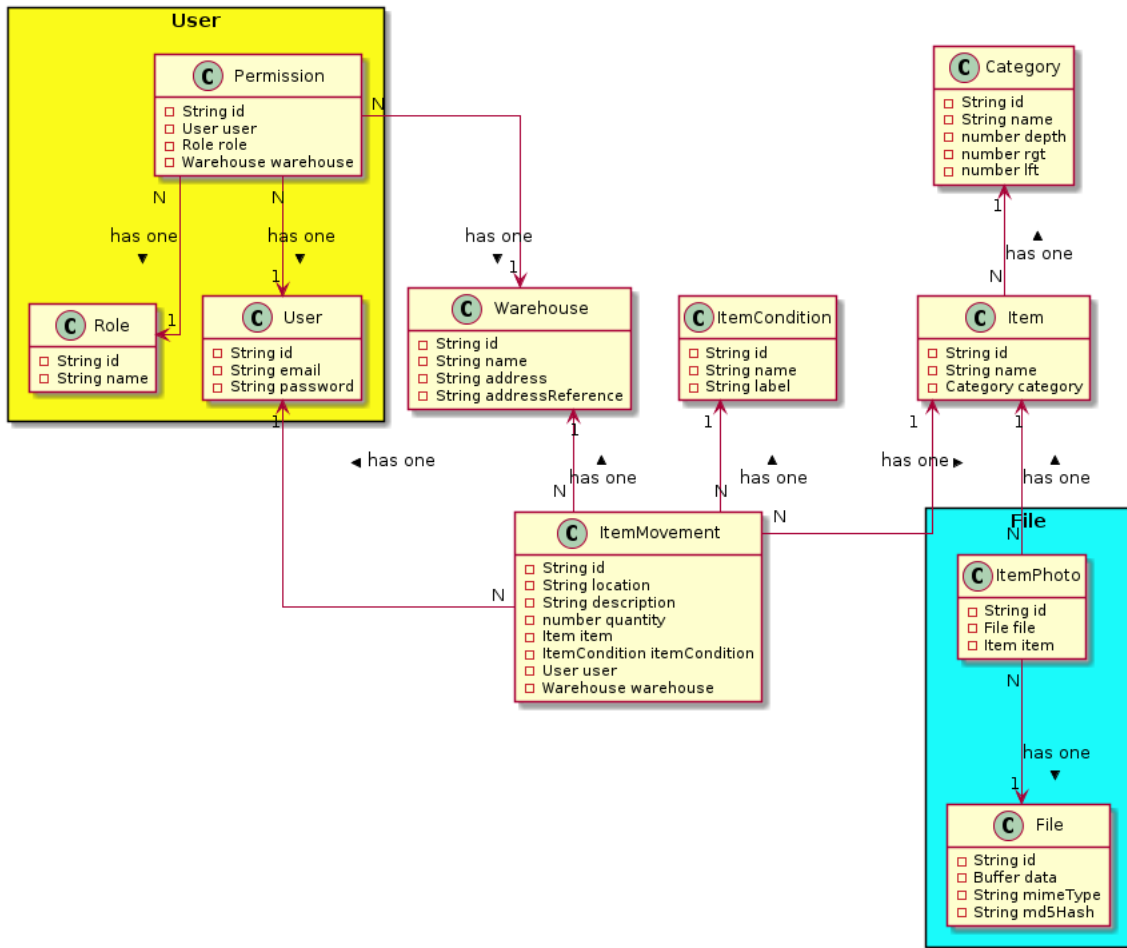 User
C Permission
String id
User user
Role role
Warehouse warehouse
N
N
N
has one
has one
has one
1
1
1
C Role
String id
String name
C User
String id
String email
String password
C Warehouse
String id
String name
String address
String addressReference
C Category
String id
String name
number depth
number rgt
number lft
1
has one
N
C ItemCondition
String id
String name
String label
C Item
String id
String name
Category category
1
1
1
1
1
has one
has one
has one
has one
has one
N
N
N
N
N
C ItemMovement
String id
String location
String description
number quantity
Item item
ItemCondition itemCondition
User user
Warehouse warehouse
File
C ItemPhoto
String id
File file
Item item
N
has one
1
C File
String id
Buffer data
String mimeType
String md5Hash